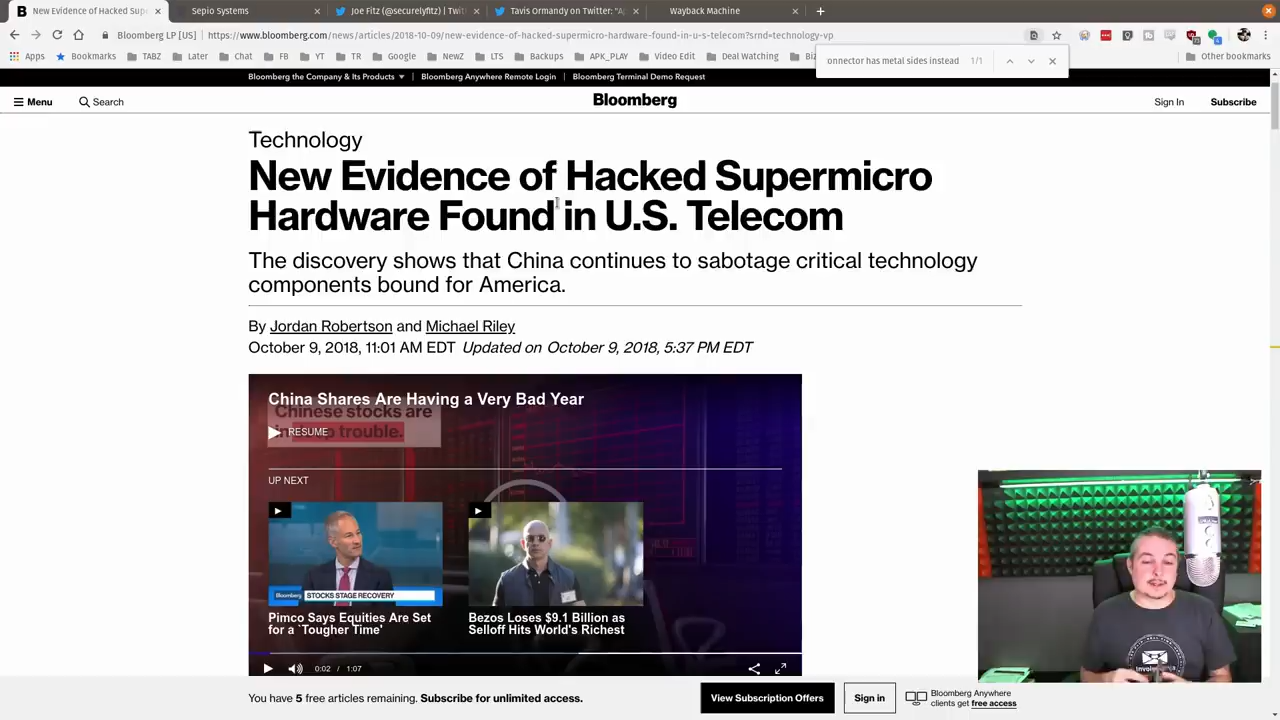 New Evidence of Hacked Supe
Sepio Systems
Joe Fitz (@securelyfitz) | Twit
Tavis Ormandy on Twitter: "A
Wayback Machine
Bloomberg LP [US]
https://www.bloomberg.com/news/articles/2018-10-09/new-evidence-of-hacked-supermicro-hardware-found-in-u-s-telecom?srnd=technology-vp
Apps
Bookmarks
TABZ
Later
Chat
FB
YT
TR
Google
NewZ
LTS
Backups
APK_PLAY
Video Edit
Deal Watching
Biz
Other bookmarks
onnector has metal sides instead
1/1
Bloomberg the Company & Its Products
Bloomberg Anywhere Remote Login
Bloomberg Terminal Demo Request
Menu
Search
Bloomberg
Sign In
Subscribe
Technology
New Evidence of Hacked Supermicro
Hardware Found in U.S. Telecom
The discovery shows that China continues to sabotage critical technology
components bound for America.
By Jordan Robertson and Michael Riley
October 9, 2018, 11:01 AM EDT Updated on October 9, 2018, 5:37 PM EDT
China Shares Are Having a Very Bad Year
Chinese stocks are
trouble.
RESUME
UP NEXT
Bloomberg
STOCKS STAGE RECOVERY
Pimco Says Equities Are Set
for a `Tougher Time'
Bezos Loses $9.1 Billion as
Selloff Hits World's Richest
0:02 / 1:07
You have 5 free articles remaining. Subscribe for unlimited access.
View Subscription Offers
Sign in
Bloomberg Anywhere
clients get free access